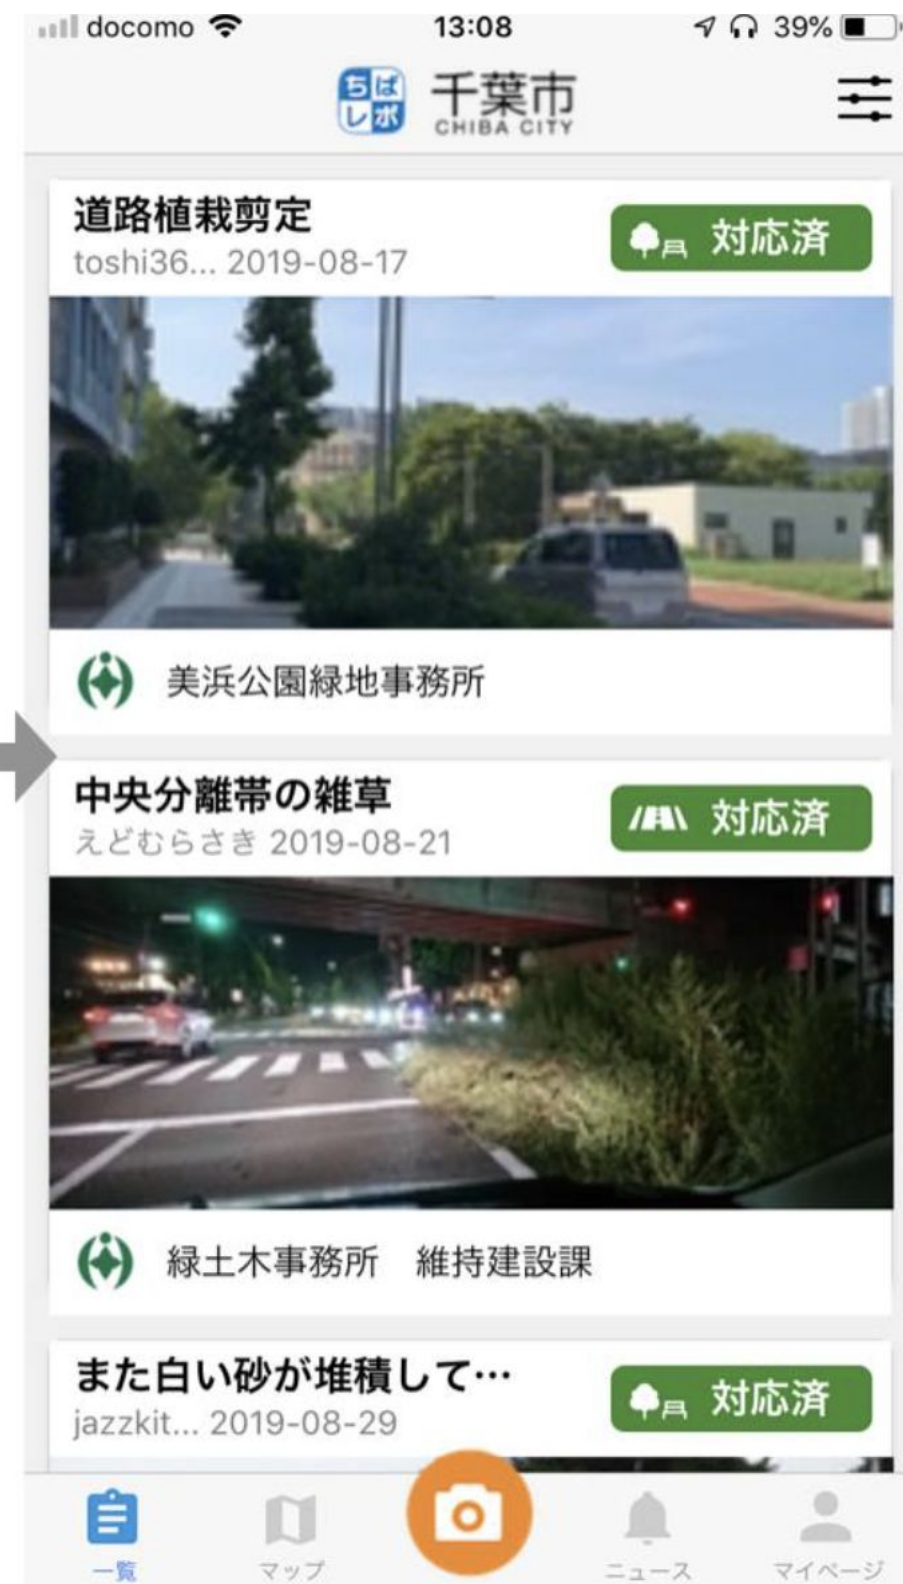 docomo 13:08 39%
ちば
レポ
千葉市
CHIBA CITY
道路植栽剪定
toshi36... 2019-08-17
対応済
美浜公園緑地事務所
中央分離帯の雑草
えどむらさき 2019-08-21
対応済
緑土木事務所 維持建設課
また白い砂が堆積して…
jazzkit... 2019-08-29
対応済
一覧 マップ ニュース マイページ